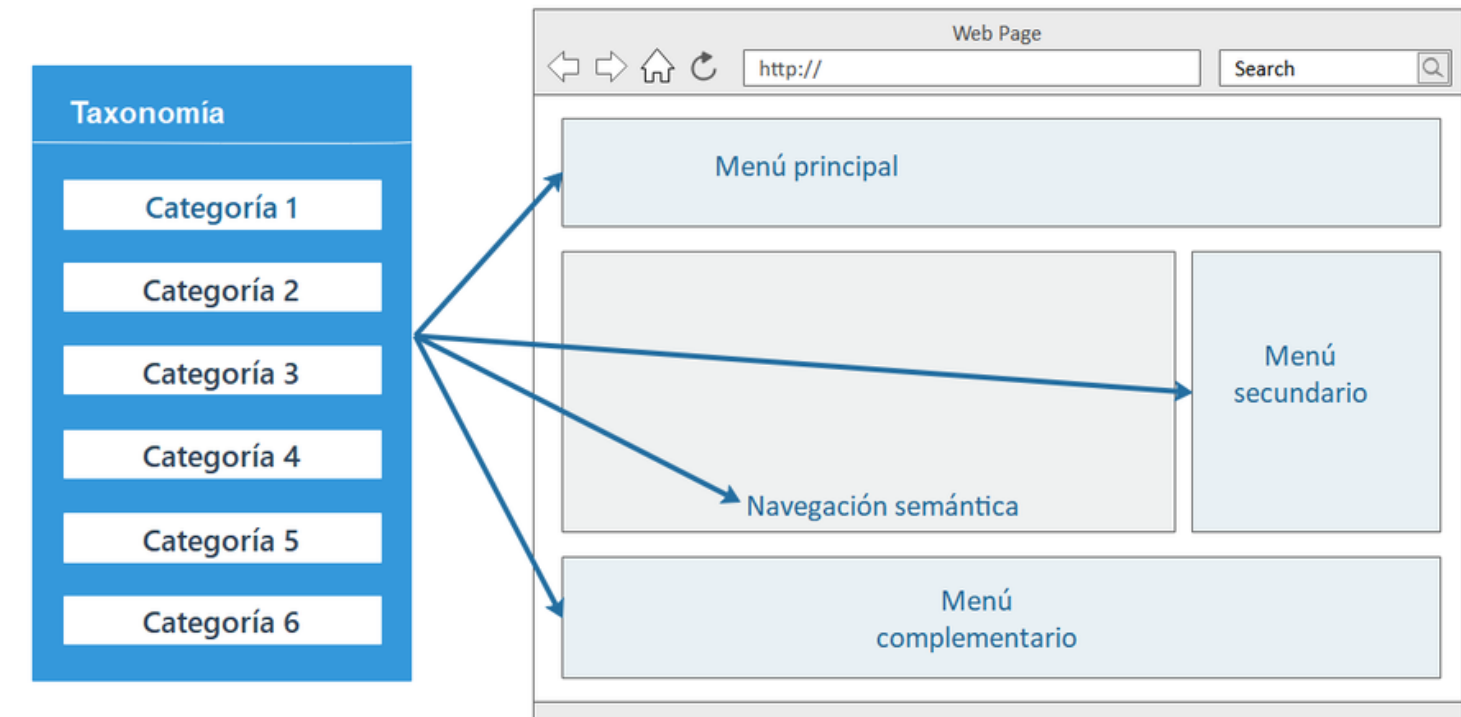 Taxonomía
Categoría 1
Categoría 2
Categoría 3
Categoría 4
Categoría 5
Categoría 6
Web Page
http://
Search
Menú principal
Menú
secundario
Navegación semántica
Menú
complementario